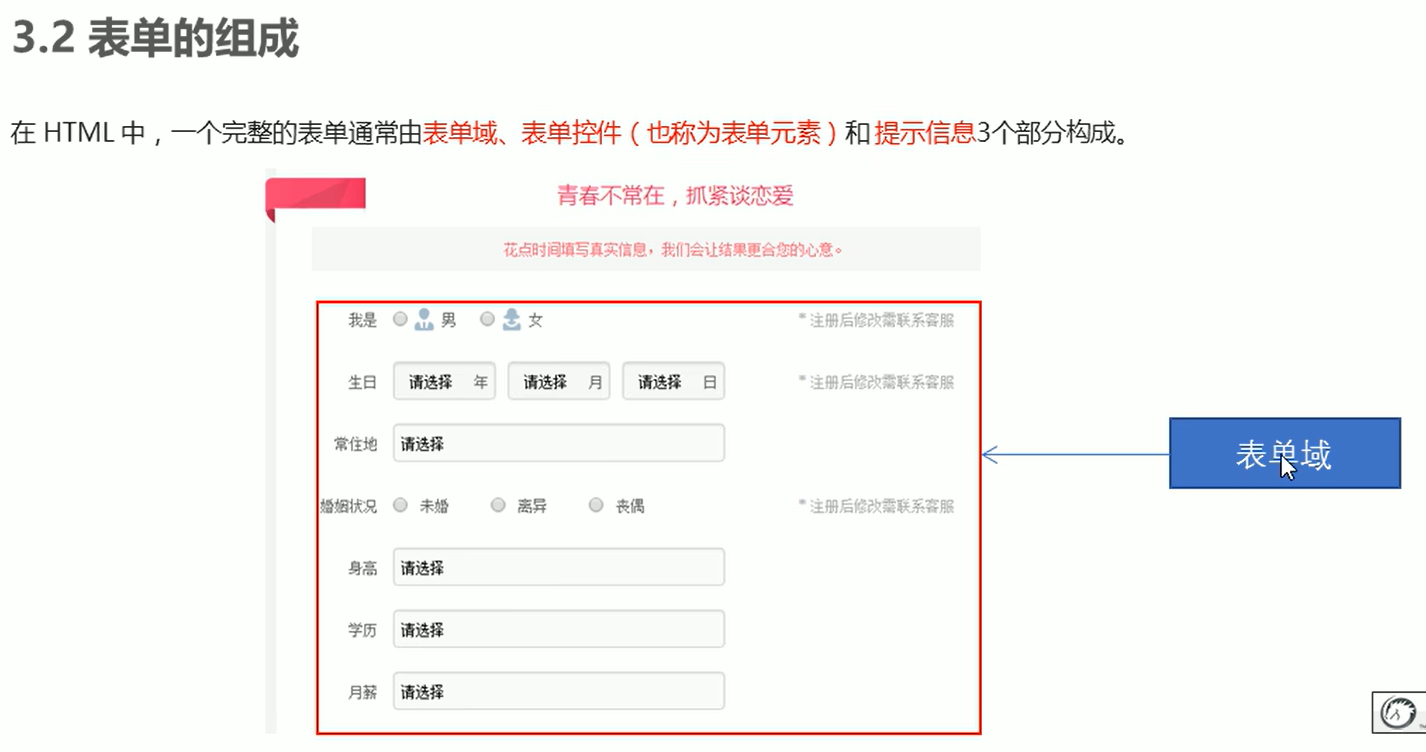 3.2 表单的组成
在 HTML 中，一个完整的表单通常由表单域、表单控件（也称为表单元素）和提示信息3个部分构成。
青春不常在，抓紧谈恋爱
花点时间填写真实信息，我们会让结果更合您的心意。
我是 男 女 *注册后修改需联系客服
生日 请选择 年 请选择 月 请选择 日 *注册后修改需联系客服
常住地 请选择
表单域
婚姻状况 未婚 离异 丧偶 *注册后修改需联系客服
身高 请选择
学历 请选择
月薪 请选择